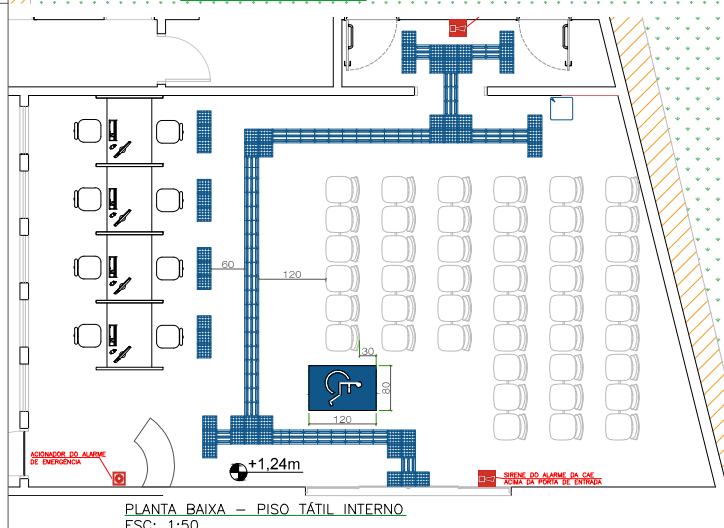 60
120
30
80
120
ACIONADOR DO ALARME
DE EMERGÊNCIA
+1,24m
SIRENE DO ALARME DA CAE
ACIMA DA PORTA DE ENTRADA
PLANTA BAIXA – PISO TÁTIL INTERNO
ESC: 1:50